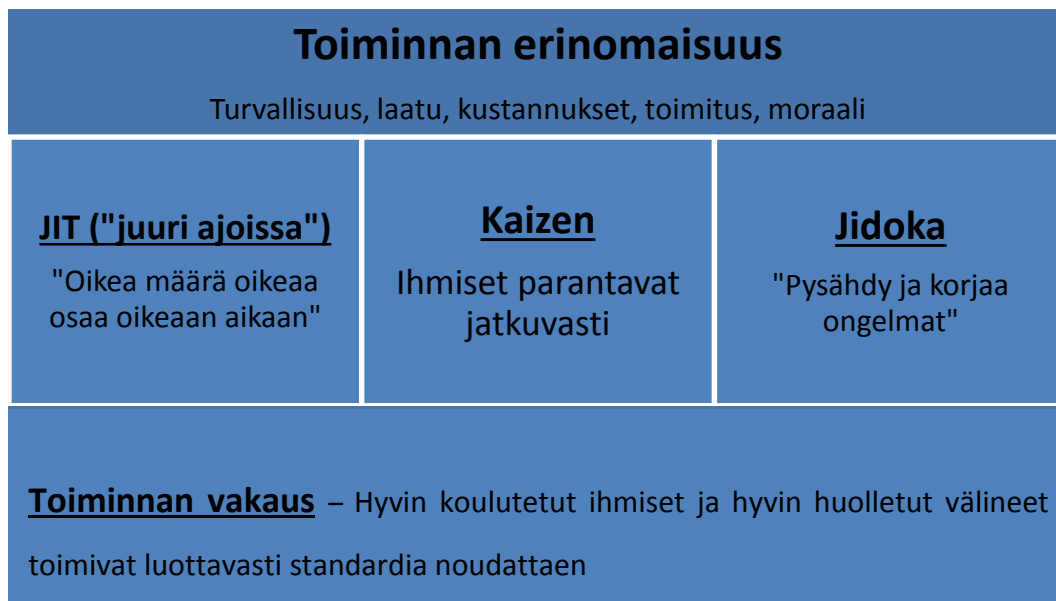 Toiminnan erinomaisuus
Turvallisuus, laatu, kustannukset, toimitus, moraali
JIT ("juuri ajoissa")
"Oikea määrä oikeaa
osaa oikeaan aikaan"
Kaizen
Ihmiset parantavat
jatkuvasti
Jidoka
"Pysähdy ja korjaa
ongelmat"
Toiminnan vakaus – Hyvin koulutetut ihmiset ja hyvin huolletut välineet
toimivat luottavasti standardia noudattaen